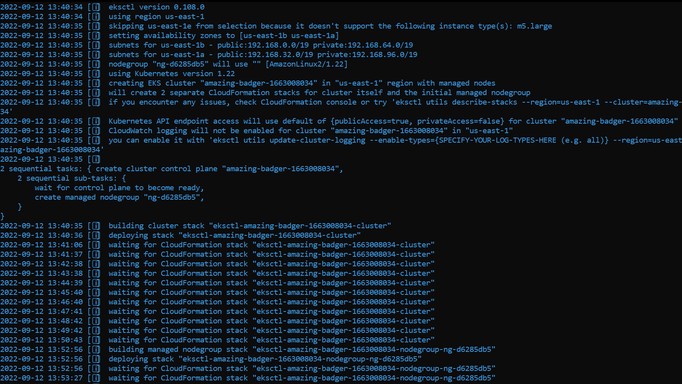 2022-09-12 13:40:34 [ℹ]  eksctl version 0.108.0
2022-09-12 13:40:34 [ℹ]  using region us-east-1
2022-09-12 13:40:35 [ℹ]  skipping us-east-1e from selection because it doesn't support the following instance type(s): m5.large
2022-09-12 13:40:35 [ℹ]  setting availability zones to [us-east-1b us-east-1a]
2022-09-12 13:40:35 [ℹ]  subnets for us-east-1b - public:192.168.0.0/19 private:192.168.64.0/19
2022-09-12 13:40:35 [ℹ]  subnets for us-east-1a - public:192.168.32.0/19 private:192.168.96.0/19
2022-09-12 13:40:35 [ℹ]  nodegroup "ng-d6285db5" will use "" [AmazonLinux2/1.22]
2022-09-12 13:40:35 [ℹ]  using Kubernetes version 1.22
2022-09-12 13:40:35 [ℹ]  creating EKS cluster "amazing-badger-1663008034" in "us-east-1" region with managed nodes
2022-09-12 13:40:35 [ℹ]  will create 2 separate CloudFormation stacks for cluster itself and the initial managed nodegroup
2022-09-12 13:40:35 [ℹ]  if you encounter any issues, check CloudFormation console or try 'eksctl utils describe-stacks --region=us-east-1 --cluster=amazing-
34'
2022-09-12 13:40:35 [ℹ]  Kubernetes API endpoint access will use default of {publicAccess=true, privateAccess=false} for cluster "amazing-badger-1663008034"
2022-09-12 13:40:35 [ℹ]  CloudWatch logging will not be enabled for cluster "amazing-badger-1663008034" in "us-east-1"
2022-09-12 13:40:35 [ℹ]  you can enable it with 'eksctl utils update-cluster-logging --enable-types={SPECIFY-YOUR-LOG-TYPES-HERE (e.g. all)} --region=us-east
azing-badger-1663008034'
2022-09-12 13:40:35 [ℹ]
2 sequential tasks: { create cluster control plane "amazing-badger-1663008034",
    2 sequential sub-tasks: {
        wait for control plane to become ready,
        create managed nodegroup "ng-d6285db5",
    }
}
2022-09-12 13:40:35 [ℹ]  building cluster stack "eksctl-amazing-badger-1663008034-cluster"
2022-09-12 13:40:36 [ℹ]  deploying stack "eksctl-amazing-badger-1663008034-cluster"
2022-09-12 13:41:06 [ℹ]  waiting for CloudFormation stack "eksctl-amazing-badger-1663008034-cluster"
2022-09-12 13:41:37 [ℹ]  waiting for CloudFormation stack "eksctl-amazing-badger-1663008034-cluster"
2022-09-12 13:42:38 [ℹ]  waiting for CloudFormation stack "eksctl-amazing-badger-1663008034-cluster"
2022-09-12 13:43:38 [ℹ]  waiting for CloudFormation stack "eksctl-amazing-badger-1663008034-cluster"
2022-09-12 13:44:39 [ℹ]  waiting for CloudFormation stack "eksctl-amazing-badger-1663008034-cluster"
2022-09-12 13:45:40 [ℹ]  waiting for CloudFormation stack "eksctl-amazing-badger-1663008034-cluster"
2022-09-12 13:46:40 [ℹ]  waiting for CloudFormation stack "eksctl-amazing-badger-1663008034-cluster"
2022-09-12 13:47:41 [ℹ]  waiting for CloudFormation stack "eksctl-amazing-badger-1663008034-cluster"
2022-09-12 13:48:41 [ℹ]  waiting for CloudFormation stack "eksctl-amazing-badger-1663008034-cluster"
2022-09-12 13:49:42 [ℹ]  waiting for CloudFormation stack "eksctl-amazing-badger-1663008034-cluster"
2022-09-12 13:50:43 [ℹ]  waiting for CloudFormation stack "eksctl-amazing-badger-1663008034-cluster"
2022-09-12 13:52:56 [ℹ]  building managed nodegroup stack "eksctl-amazing-badger-1663008034-nodegroup-ng-d6285db5"
2022-09-12 13:52:56 [ℹ]  deploying stack "eksctl-amazing-badger-1663008034-nodegroup-ng-d6285db5"
2022-09-12 13:52:56 [ℹ]  waiting for CloudFormation stack "eksctl-amazing-badger-1663008034-nodegroup-ng-d6285db5"
2022-09-12 13:53:27 [ℹ]  waiting for CloudFormation stack "eksctl-amazing-badger-1663008034-nodegroup-ng-d6285db5"